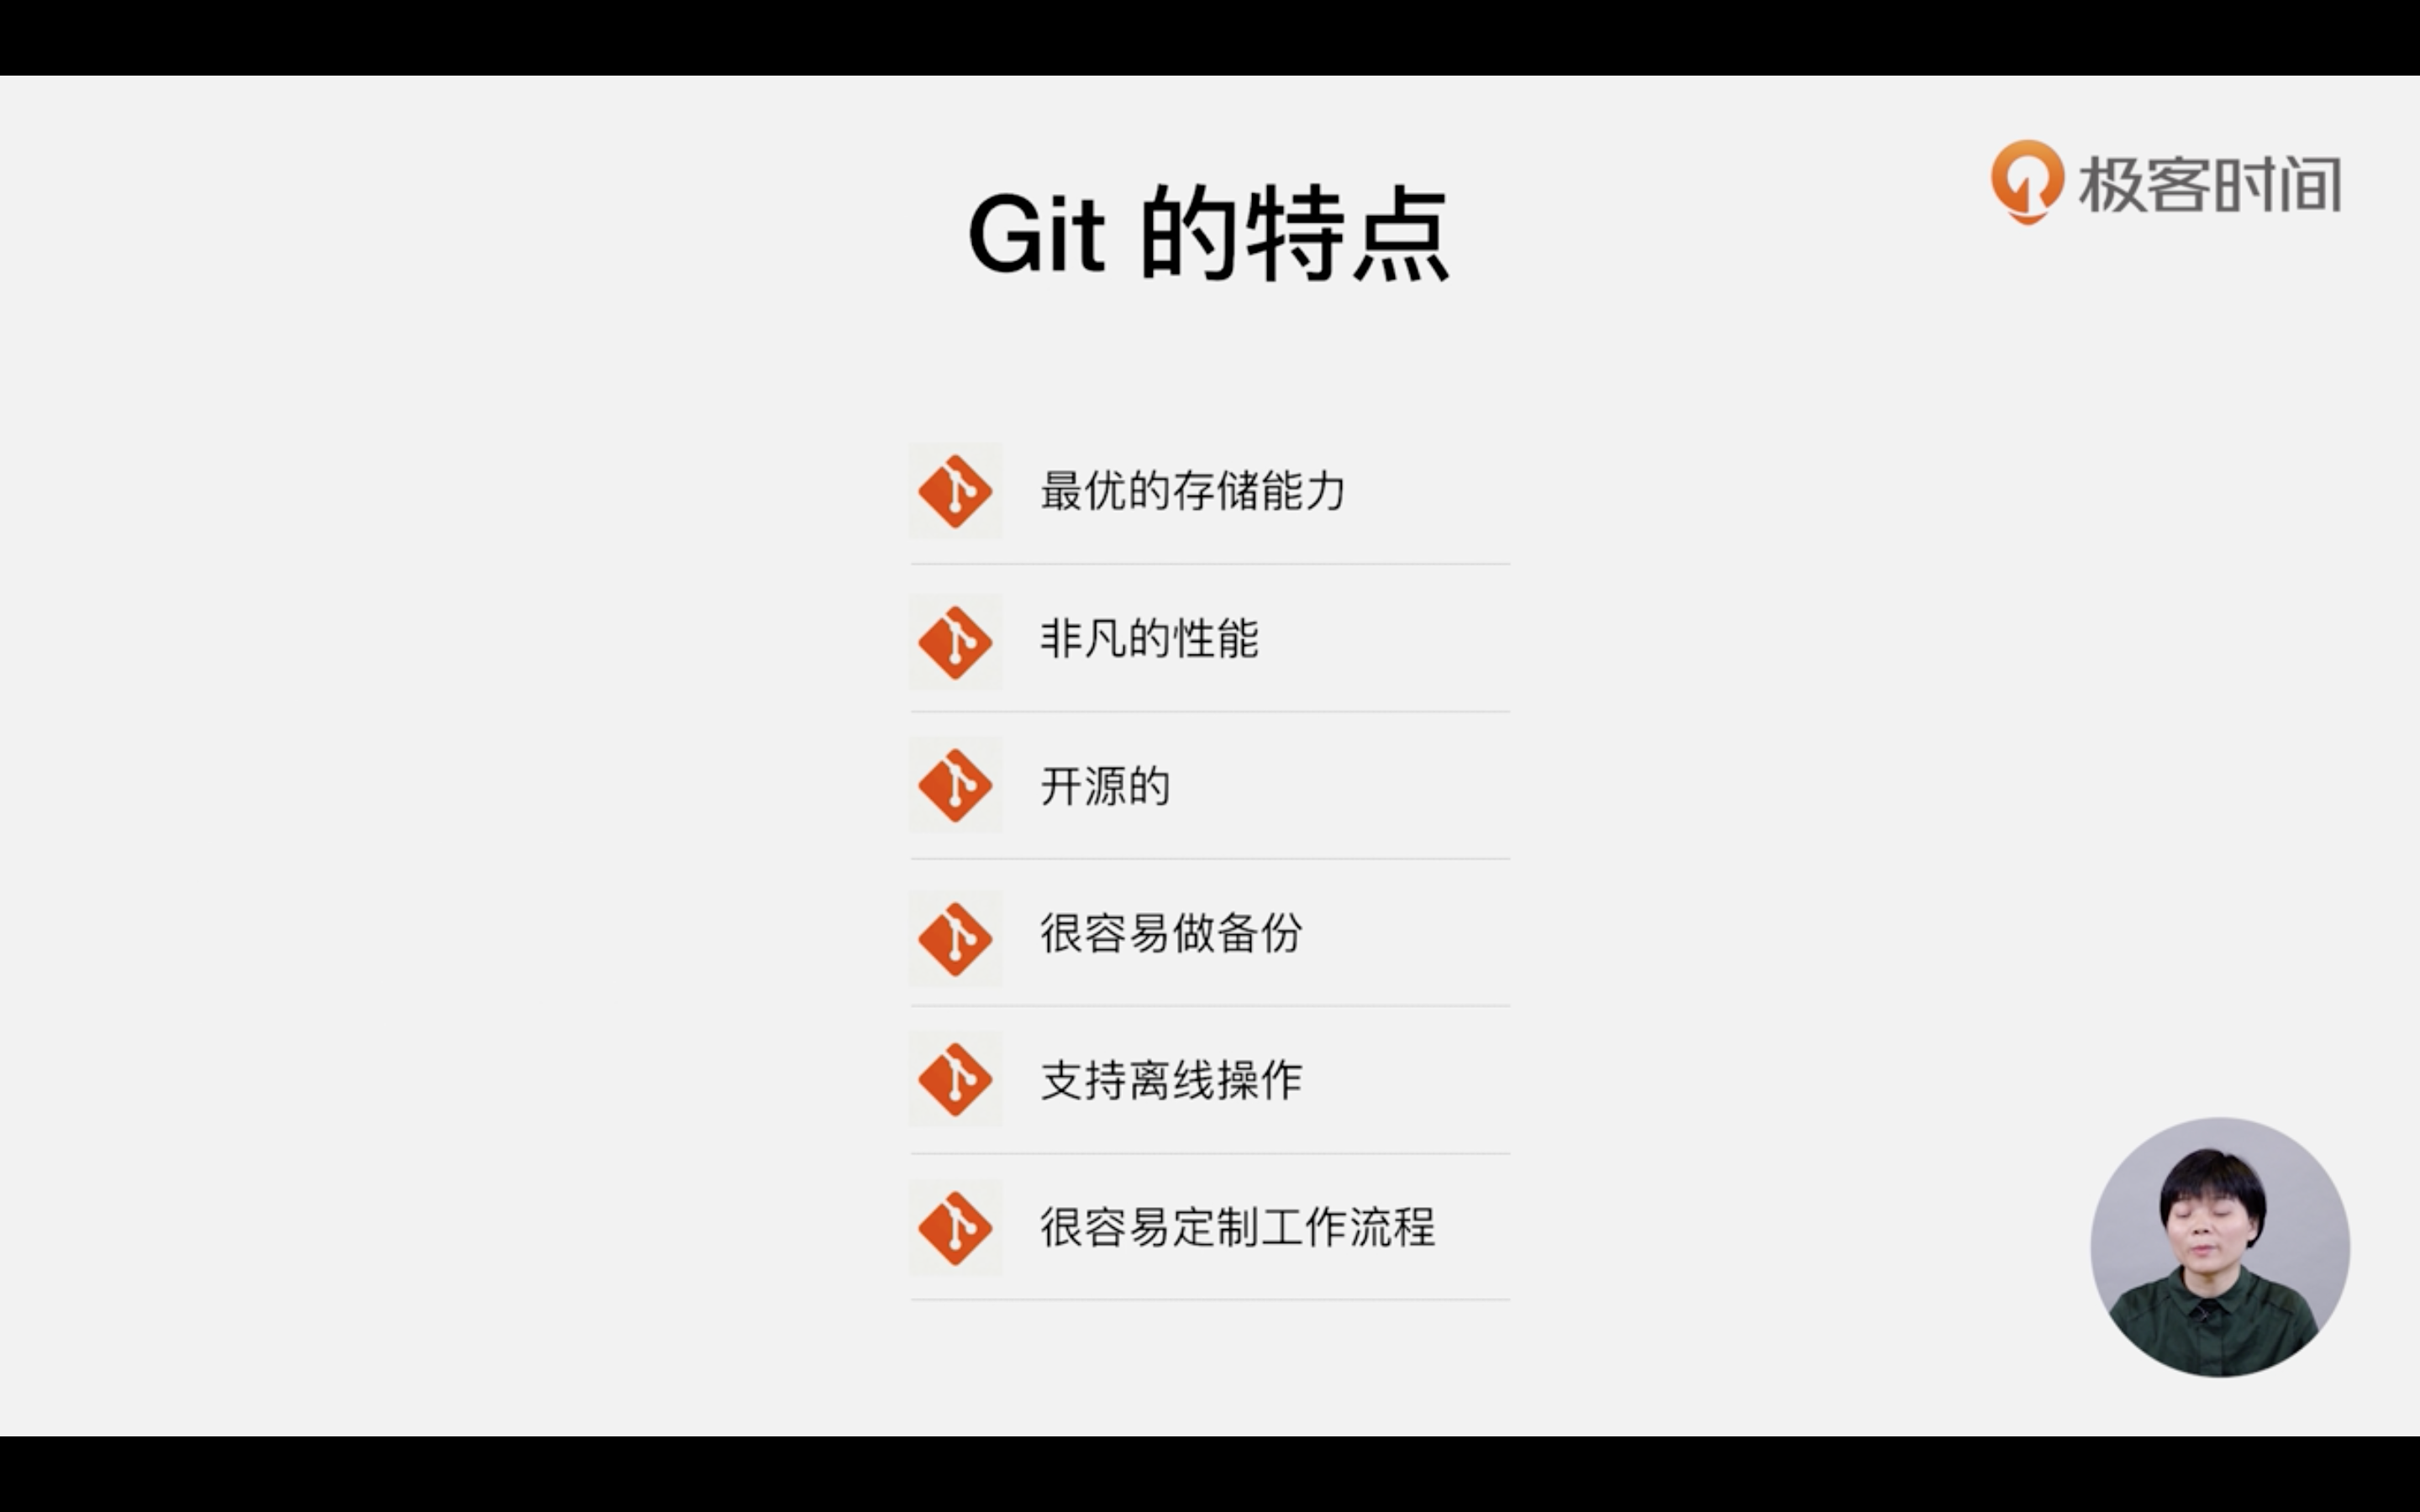 极客时间
Git 的特点
最优的存储能力
非凡的性能
开源的
很容易做备份
支持离线操作
很容易定制工作流程